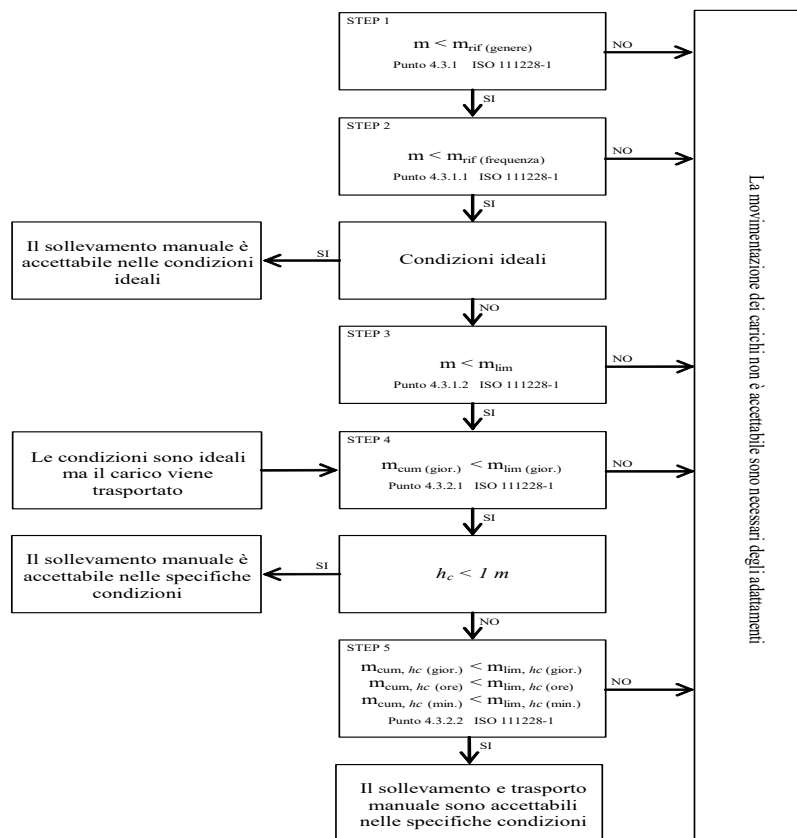 STEP 1
m < mrif (genere)
Punto 4.3.1 ISO 111228-1
NO
SI
STEP 2
m < mrif (frequenza)
Punto 4.3.1.1 ISO 111228-1
NO
SI
Il sollevamento manuale è
accettabile nelle condizioni
ideali
SI
Condizioni ideali
NO
STEP 3
m < mlim
Punto 4.3.1.2 ISO 111228-1
NO
SI
Le condizioni sono ideali
ma il carico viene
trasportato
STEP 4
mcum (gior.) < mlim (gior.)
Punto 4.3.2.1 ISO 111228-1
NO
SI
Il sollevamento manuale è
accettabile nelle specifiche
condizioni
SI
hc < 1 m
NO
STEP 5
mcum, hc (gior.) < mlim, hc (gior.)
mcum, hc (ore) < mlim, hc (ore)
mcum, hc (min.) < mlim, hc (min.)
Punto 4.3.2.2 ISO 111228-1
NO
SI
Il sollevamento e trasporto
manuale sono accettabili
nelle specifiche condizioni
La movimentazione dei carichi non è accettabile sono necessari degli adattamenti